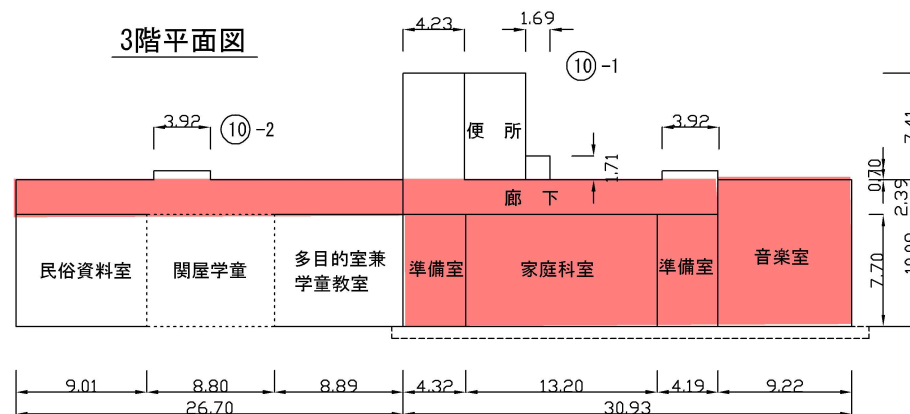 3階平面図
4.23
1.69
⑩-1
3.92
⑩-2
便 所
3.92
1.71
7.41
0.70
2.39
廊 下
民俗資料室
関屋学童
多目的室兼
学童教室
準備室
家庭科室
準備室
音楽室
7.70
9.01
8.80
8.89
4.32
13.20
4.19
9.22
26.70
30.93